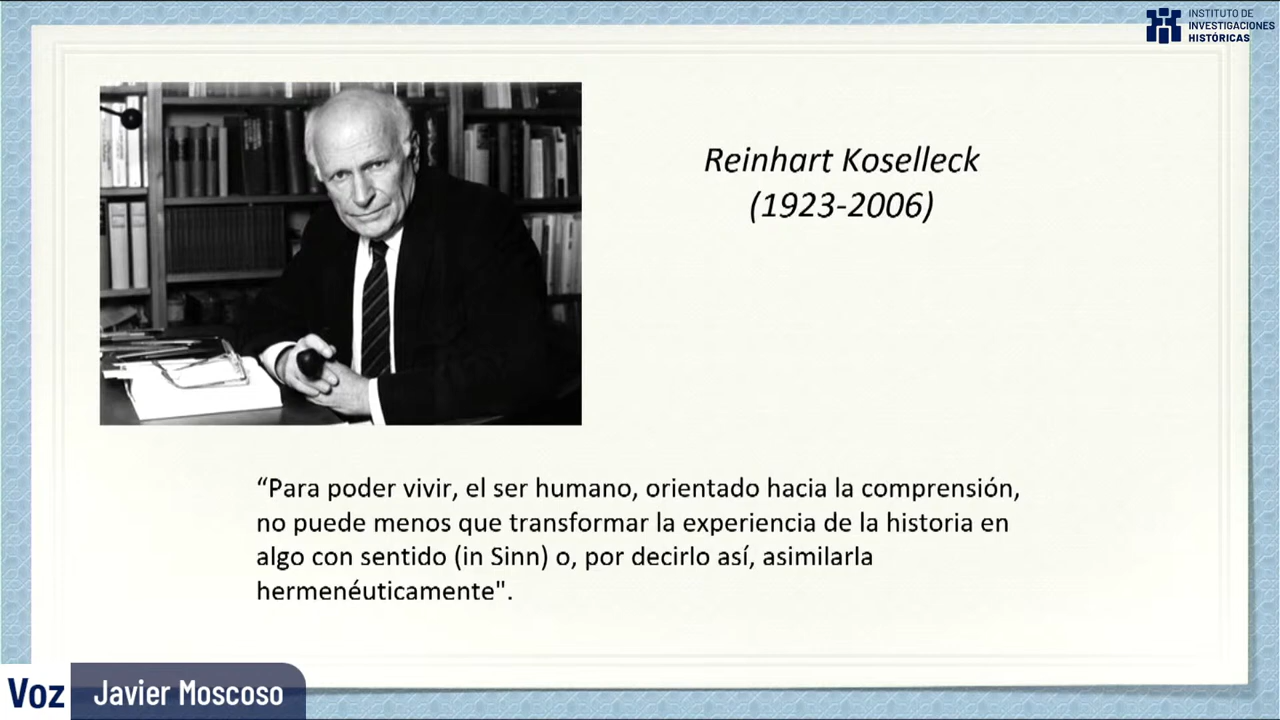 INSTITUTO DE
INVESTIGACIONES
HISTÓRICAS
Reinhart Koselleck
(1923-2006)
“Para poder vivir, el ser humano, orientado hacia la comprensión,
no puede menos que transformar la experiencia de la historia en
algo con sentido (in Sinn) o, por decirlo así, asimilarla
hermenéuticamente".
Voz Javier Moscoso